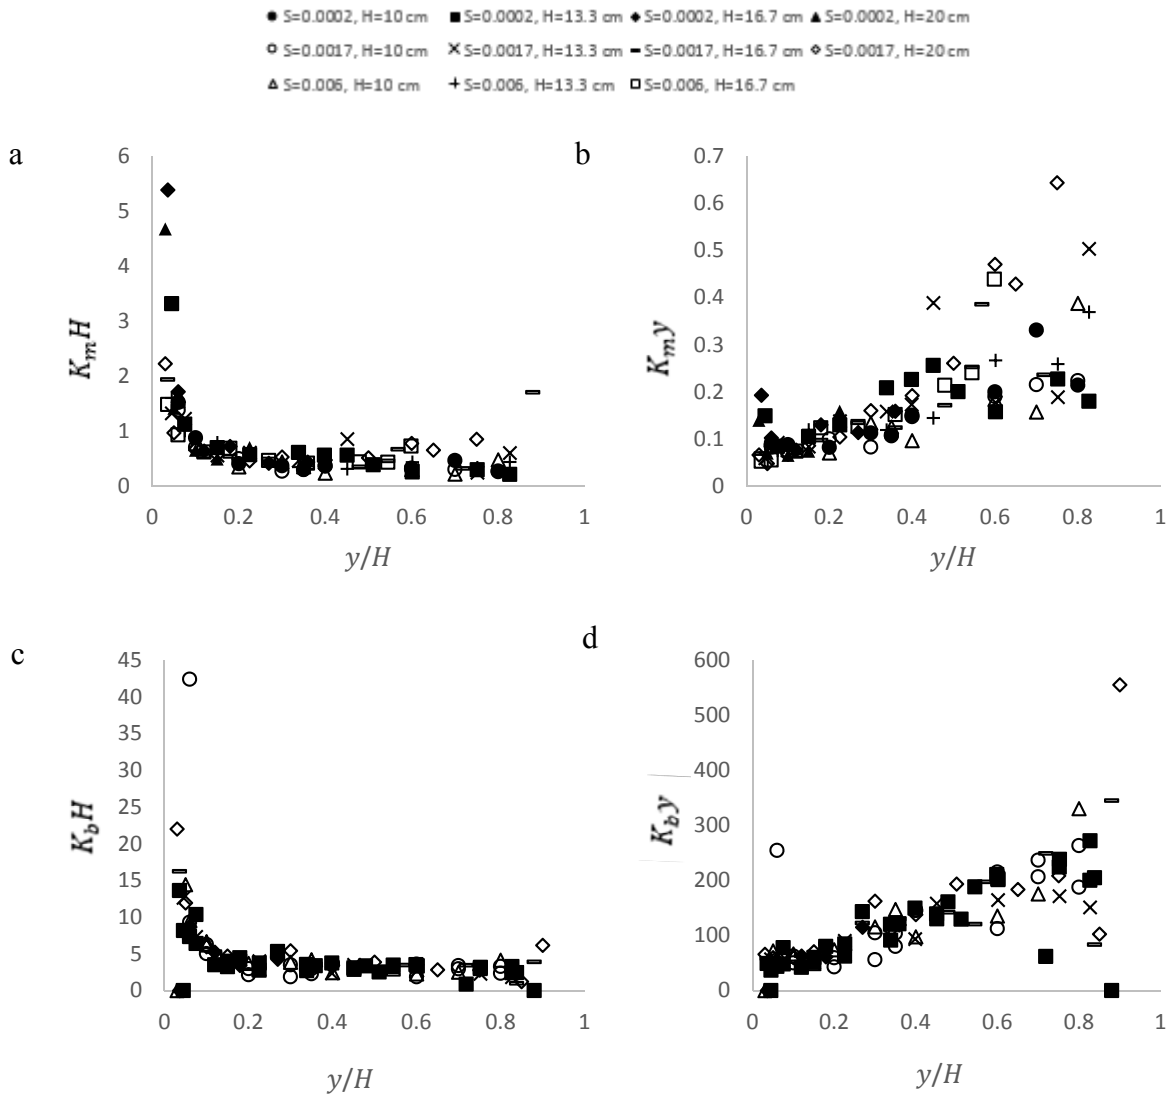 S=0.0002, H=10 cm S=0.0002, H=13.3 cm S=0.0002, H=16.7 cm S=0.0002, H=20 cm
S=0.0017, H=10 cm S=0.0017, H=13.3 cm S=0.0017, H=16.7 cm S=0.0017, H=20 cm
S=0.006, H=10 cm S=0.006, H=13.3 cm S=0.006, H=16.7 cm
a
6
5
4
3
2
1
0
KmH
0 0.2 0.4 0.6 0.8 1
y/H
b
0.7
0.6
0.5
0.4
0.3
0.2
0.1
0
Kmy
0 0.2 0.4 0.6 0.8 1
y/H
c
45
40
35
30
25
20
15
10
5
0
KbH
0 0.2 0.4 0.6 0.8 1
y/H
d
600
500
400
300
200
100
0
Kby
0 0.2 0.4 0.6 0.8 1
y/H